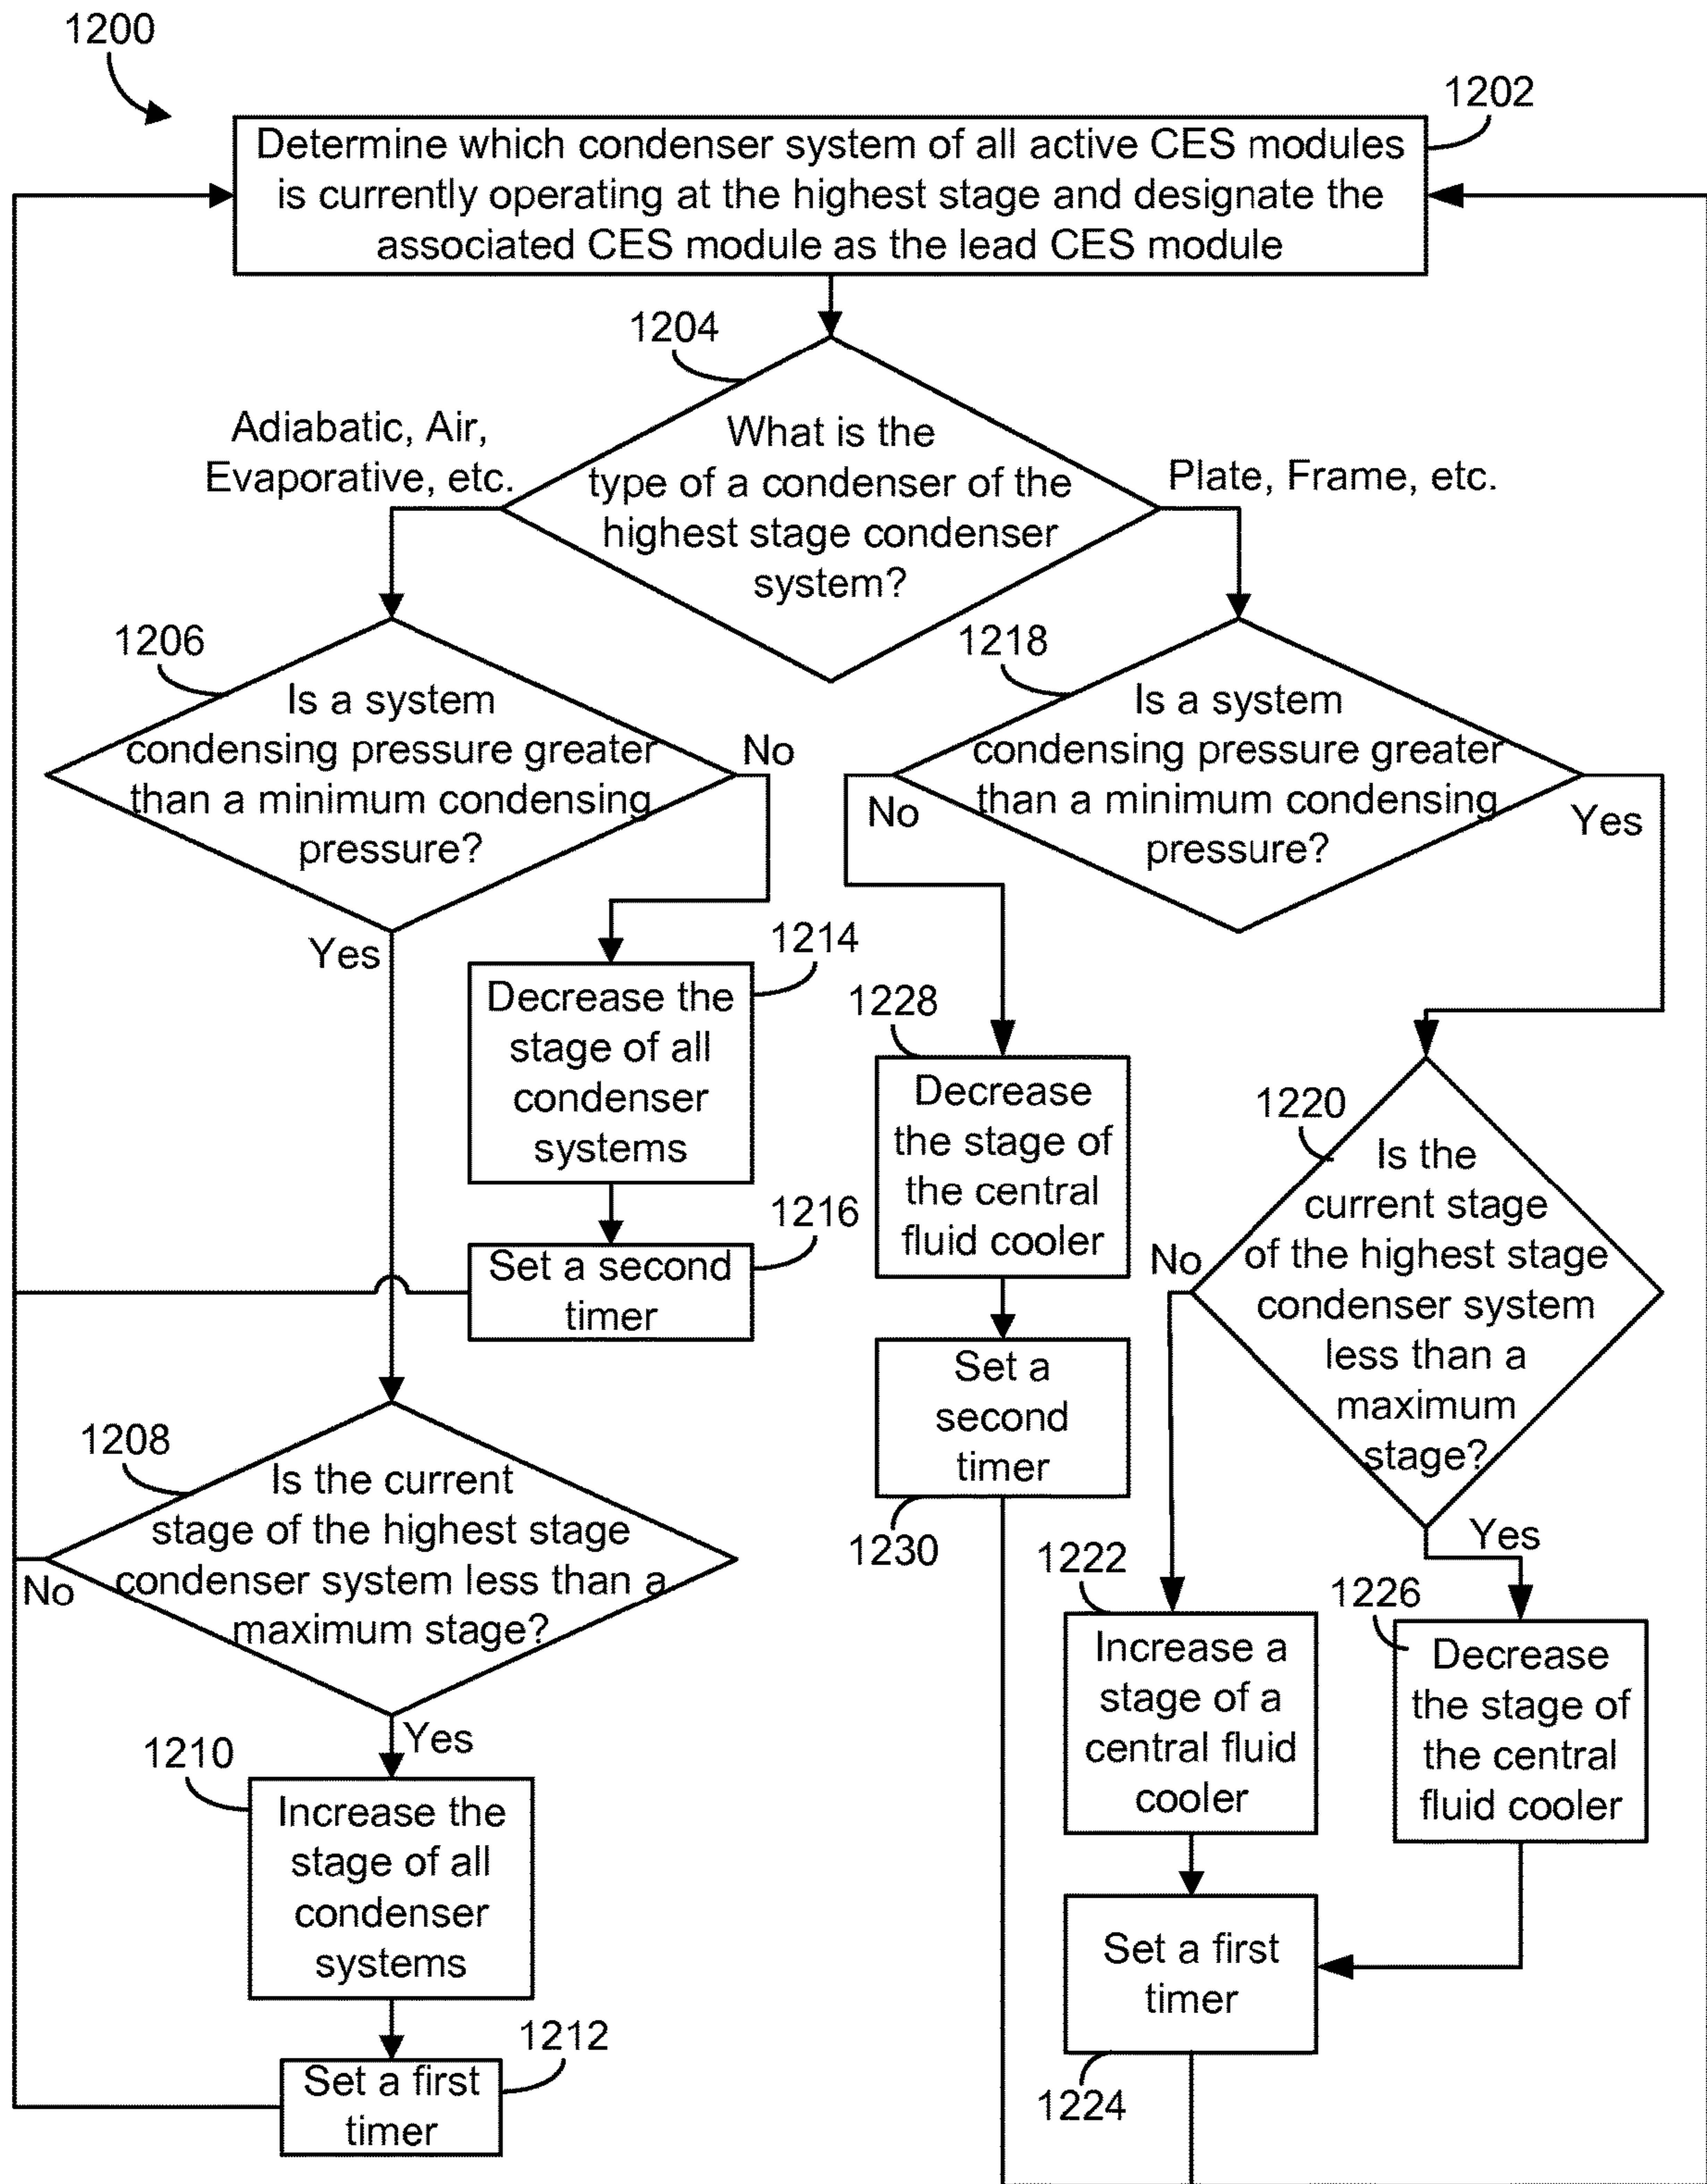 1200
1202
Determine which condenser system of all active CES modules
is currently operating at the highest stage and designate the
associated CES module as the lead CES module
1204
Adiabatic, Air,
Evaporative, etc.
What is the
type of a condenser of the
highest stage condenser
system?
Plate, Frame, etc.
1206
Is a system
condensing pressure greater
than a minimum condensing
pressure?
No
Yes
1218
Is a system
condensing pressure greater
than a minimum condensing
pressure?
No
Yes
1214
Decrease the
stage of all
condenser
systems
1216
Set a second
timer
1228
Decrease
the stage of
the central
fluid cooler
Set a
second
timer
1230
1220
Is the
current stage
of the highest stage
condenser system
less than a
maximum
stage?
No
Yes
1208
Is the current
stage of the highest stage
condenser system less than a
maximum stage?
No
Yes
1210
Increase the
stage of all
condenser
systems
1212
Set a first
timer
1222
Increase a
stage of a
central fluid
cooler
1226
Decrease
the stage of
the central
fluid cooler
Set a first
timer
1224